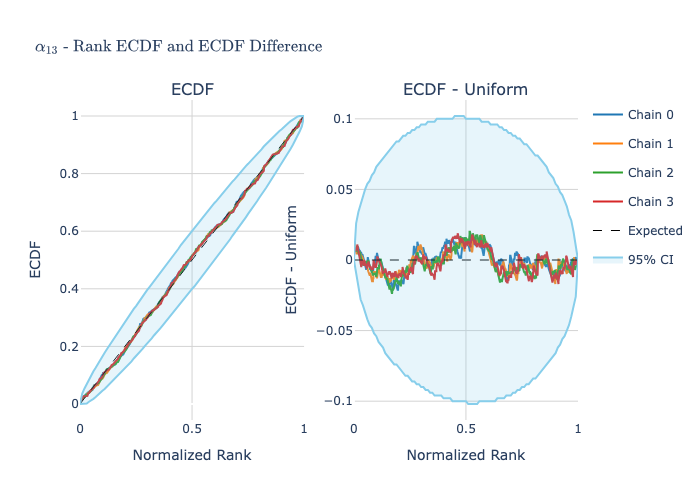 α₁₃ - Rank ECDF and ECDF Difference
ECDF
ECDF - Uniform
1
0.8
0.6
0.4
0.2
0
ECDF
0
0.5
1
Normalized Rank
0.1
0.05
0
−0.05
−0.1
ECDF - Uniform
0
0.5
1
Normalized Rank
Chain 0
Chain 1
Chain 2
Chain 3
Expected
95% CI